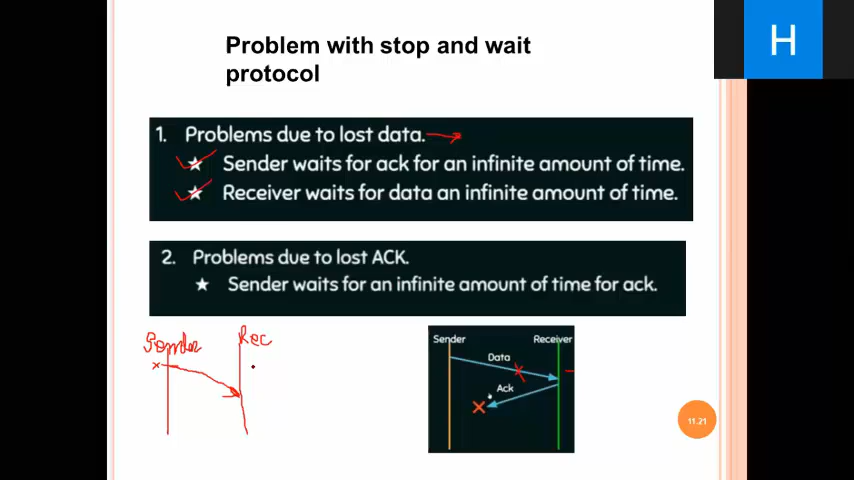 Problem with stop and wait
protocol
H
1. Problems due to lost data.
★ Sender waits for ack for an infinite amount of time.
★ Receiver waits for data an infinite amount of time.
2. Problems due to lost ACK.
★ Sender waits for an infinite amount of time for ack.
Sender Rec
Sender Receiver
Data
Ack
11.21